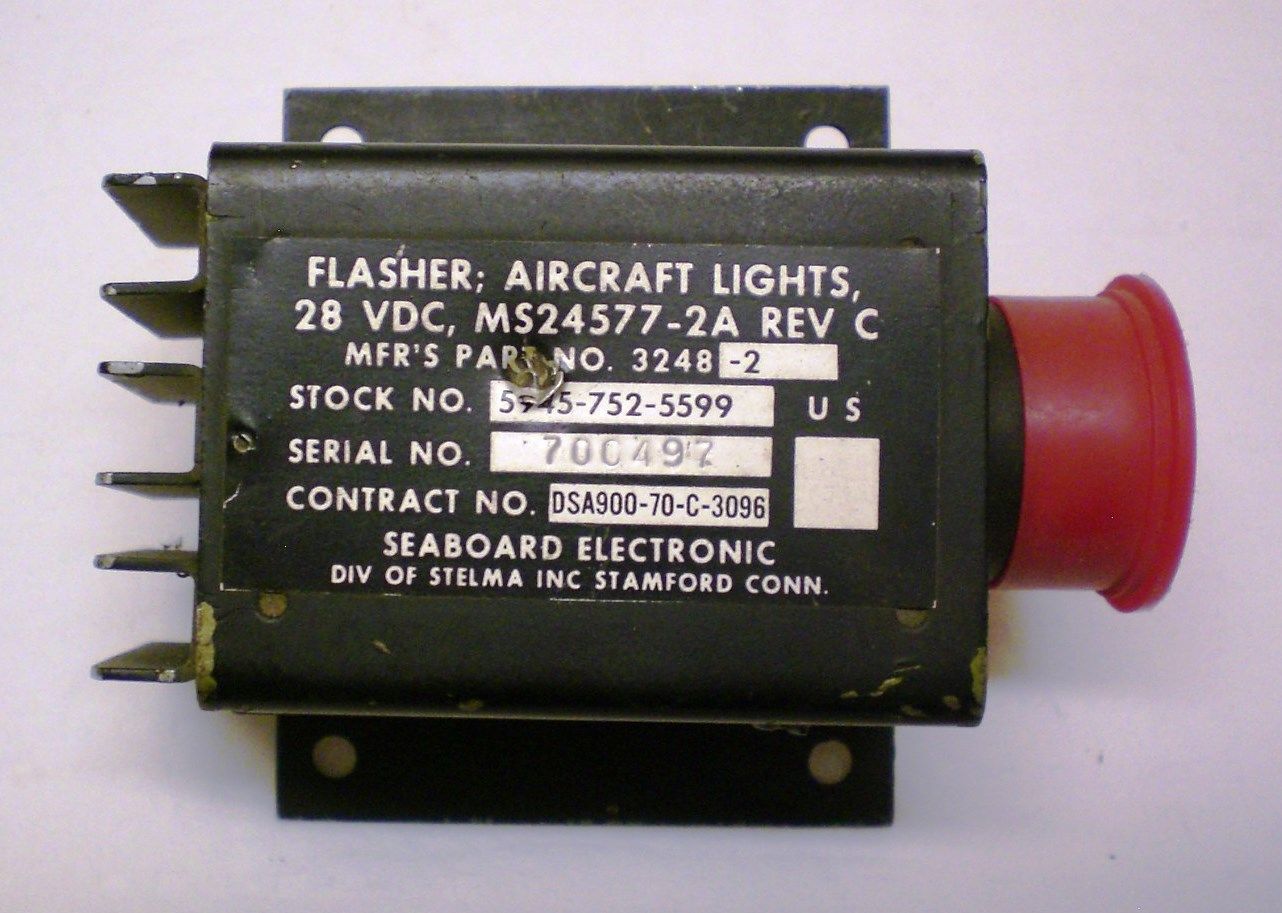 FLASHER; AIRCRAFT LIGHTS,
28 VDC, MS24577-2A REV C
MFR'S PART NO. 3248 -2
STOCK NO. 5945-752-5599 U S
SERIAL NO. 700497
CONTRACT NO. DSA900-70-C-3096
SEABOARD ELECTRONIC
DIV OF STELMA INC STAMFORD CONN.